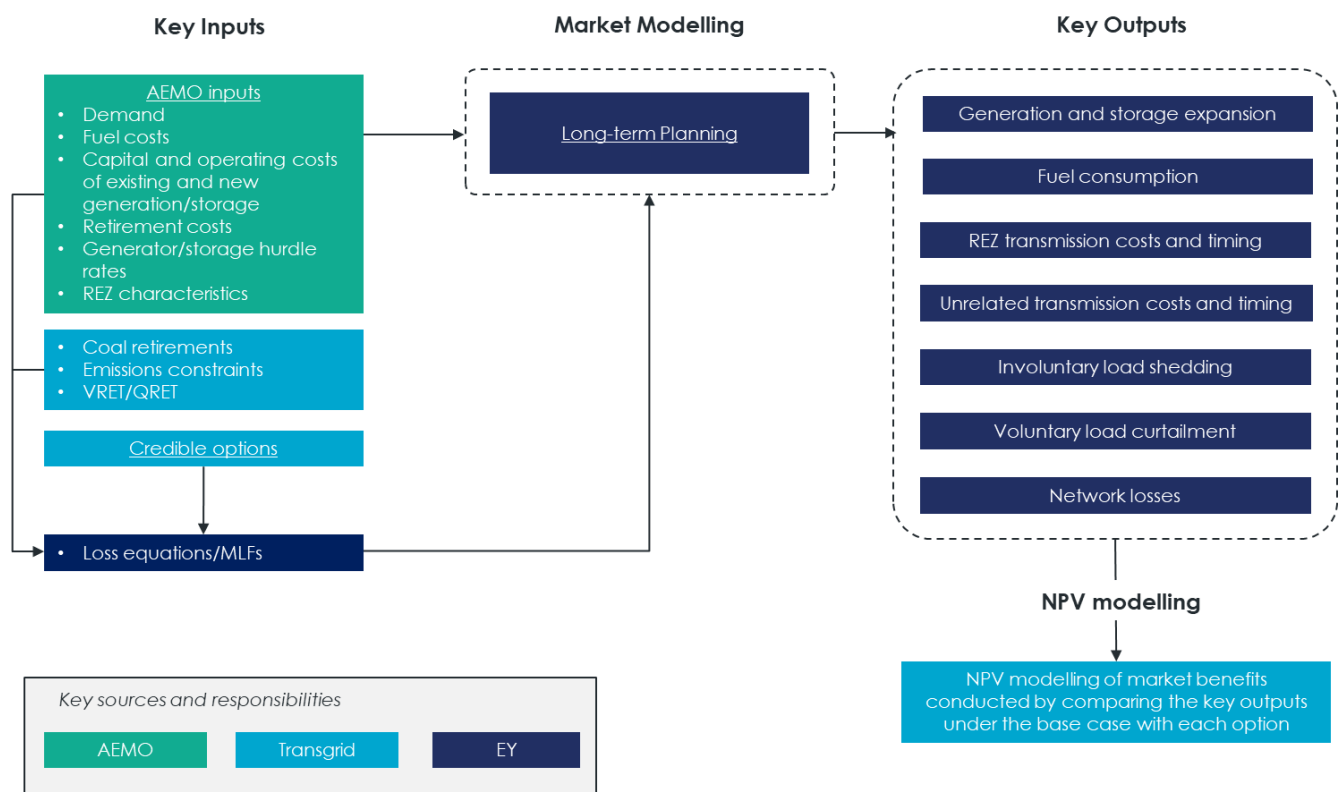 Key Inputs
Market Modelling
Key Outputs
AEMO inputs
• Demand
• Fuel costs
• Capital and operating costs
of existing and new
generation/storage
• Retirement costs
• Generator/storage hurdle
rates
• REZ characteristics
• Coal retirements
• Emissions constraints
• VRET/QRET
Credible options
• Loss equations/MLFs
Long-term Planning
Generation and storage expansion
Fuel consumption
REZ transmission costs and timing
Unrelated transmission costs and timing
Involuntary load shedding
Voluntary load curtailment
Network losses
NPV modelling
NPV modelling of market benefits
conducted by comparing the key outputs
under the base case with each option
Key sources and responsibilities
AEMO
Transgrid
EY